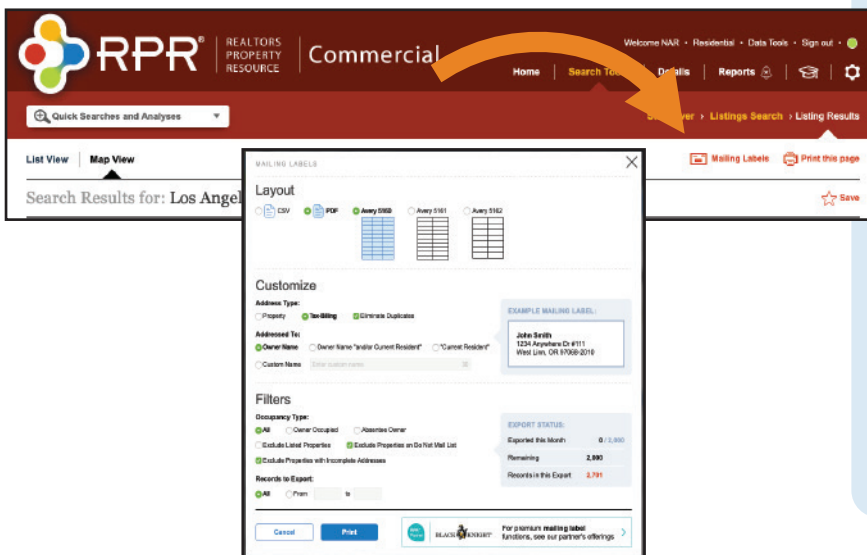 RPR®
REALTORS
PROPERTY
RESOURCE
Commercial
Welcome NAR • Residential • Data Tools • Sign out •
Home | Search | Details | Reports
Quick Searches and Analyses
> Listings Search > Listing Results
List View | Map View
Mailing Labels Print this page
Search Results for: Los Angel
Save
MAILING LABELS
Layout
CSV PDF Avery 5160 Avery 5161 Avery 5162
Customize
Address Type:
Property Tax-Billing Eliminate Duplicates
Addressed To:
Owner Name Owner Name "and/or Current Resident" "Current Resident"
Custom Name Enter custom name
EXAMPLE MAILING LABEL:
John Smith
1234 Anywhere Dr #111
West Linn, OR 97068-2010
Filters
Occupancy Type:
All Owner Occupied Absentee Owner
Exclude Listed Properties Exclude Properties on Do Not Mail List
Exclude Properties with Incomplete Addresses
Records to Export:
All From to
EXPORT STATUS:
Exported this Month 0 / 2,000
Remaining 2,000
Records in this Export 2,701
Cancel Print
BLACK KNIGHT
For premium mailing label
functions, see our partner's offerings >